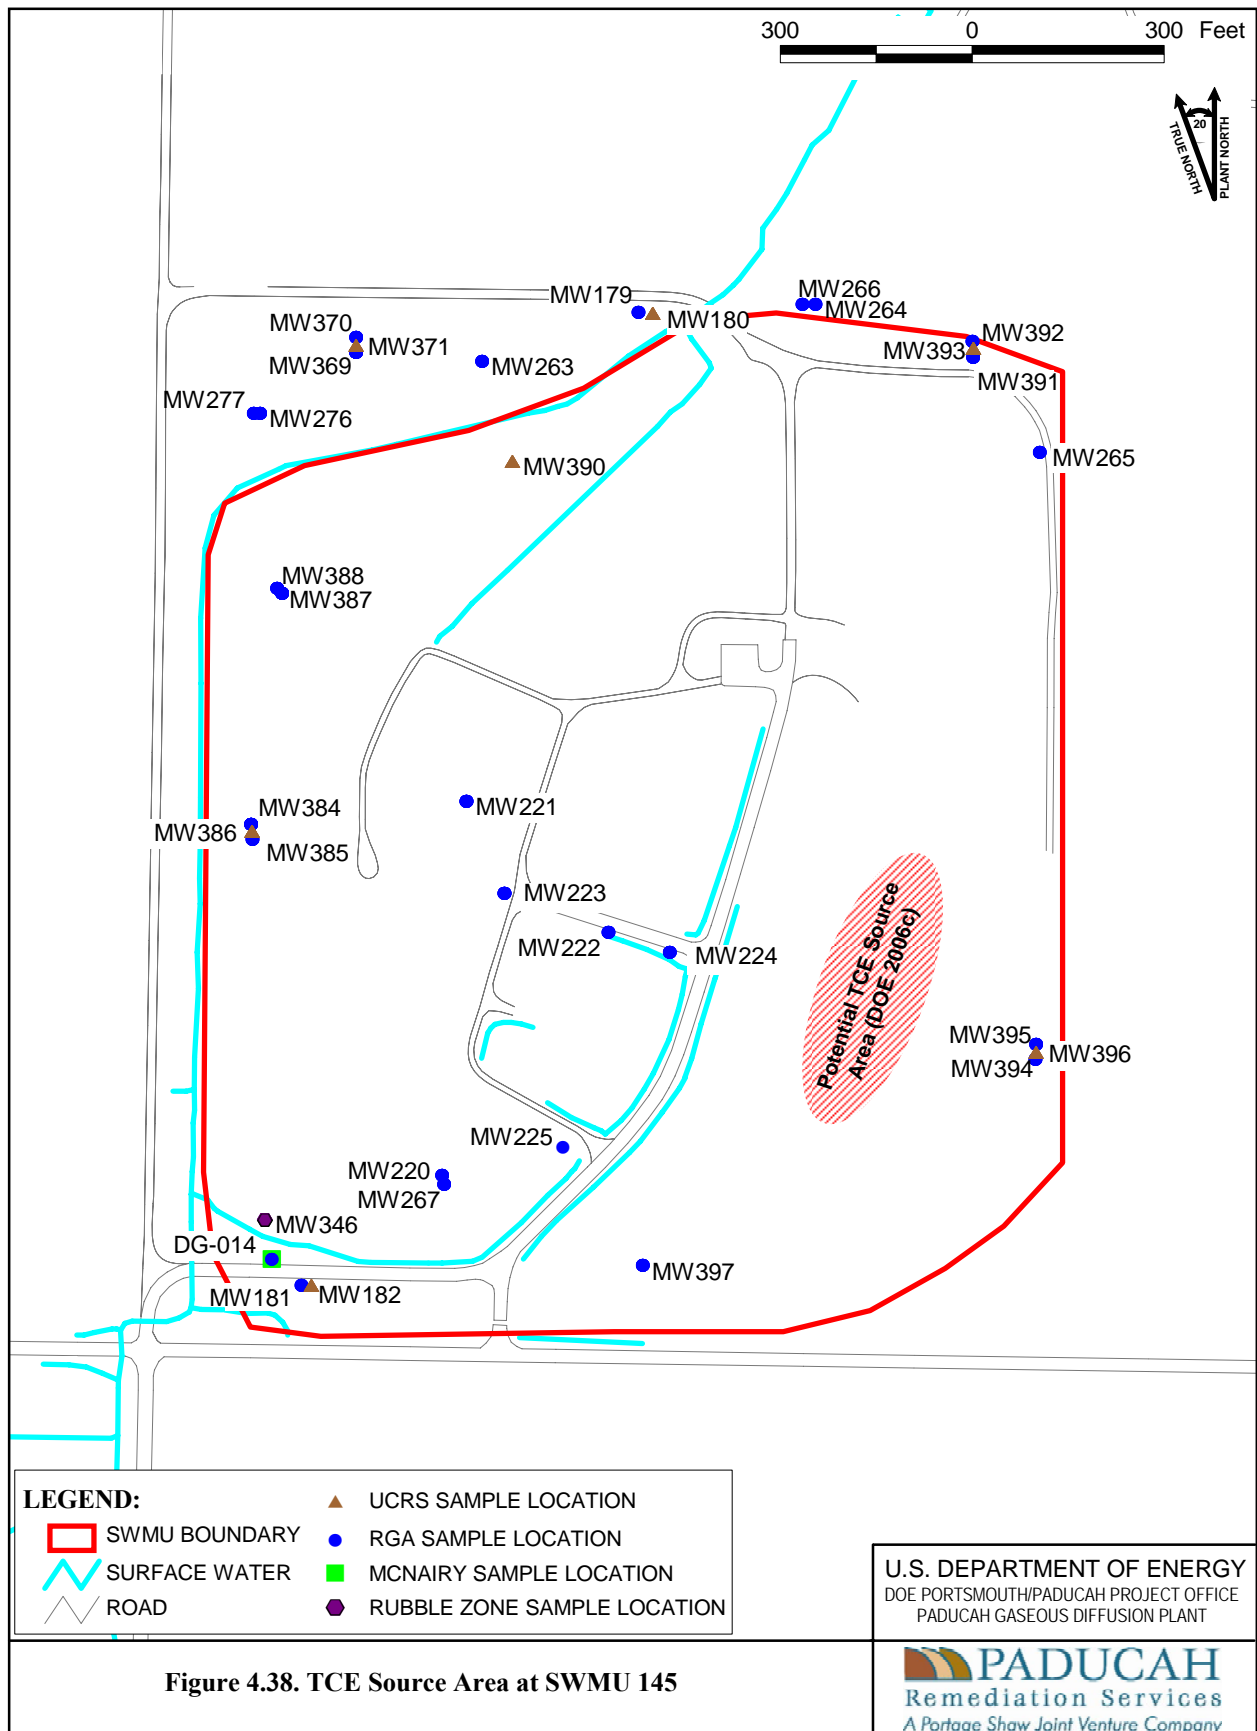 300 0 300 Feet
TRUE NORTH
20
PLANT NORTH
MW179
MW266
MW264
MW180
MW370
MW371
MW369
MW263
MW392
MW393
MW391
MW277
MW276
MW390
MW265
MW388
MW387
MW384
MW386
MW385
MW221
MW223
MW222
MW224
Potential TCE Source
Area (DOE 2006c)
MW395
MW396
MW394
MW225
MW220
MW267
MW346
DG-014
MW181
MW182
MW397
LEGEND:
SWMU BOUNDARY
SURFACE WATER
ROAD
UCRS SAMPLE LOCATION
RGA SAMPLE LOCATION
MCNAIRY SAMPLE LOCATION
RUBBLE ZONE SAMPLE LOCATION
U.S. DEPARTMENT OF ENERGY
DOE PORTSMOUTH/PADUCAH PROJECT OFFICE
PADUCAH GASEOUS DIFFUSION PLANT
Figure 4.38. TCE Source Area at SWMU 145
PADUCAH
Remediation Services
A Portage Shaw Joint Venture Company